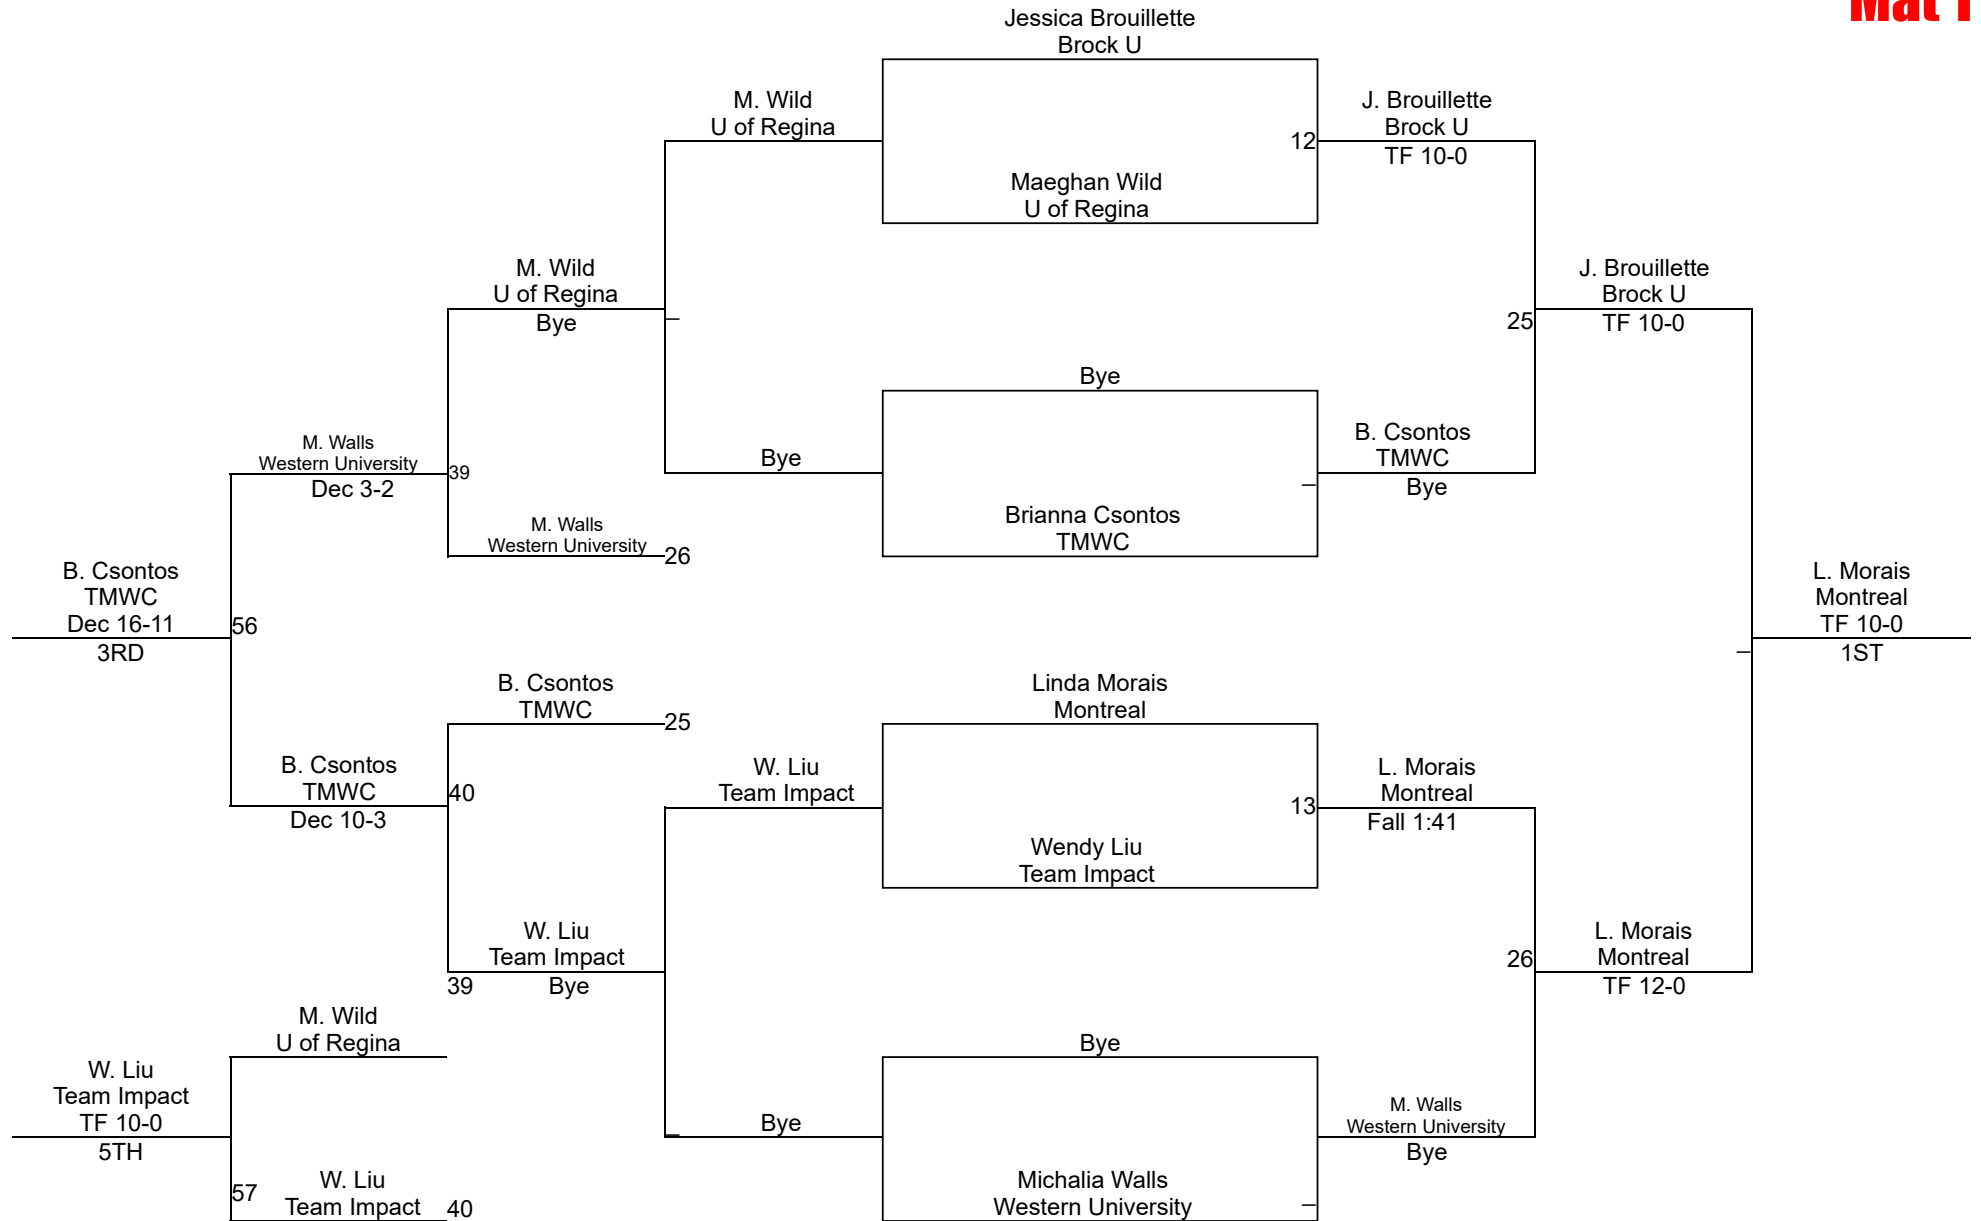 Mat 1
Jessica Brouillette
Brock U
M. Wild
U of Regina
J. Brouillette
Brock U
12
TF 10-0
Maeghan Wild
U of Regina
M. Wild
U of Regina
Bye
J. Brouillette
Brock U
25
TF 10-0
Bye
M. Walls
Western University
39
Dec 3-2
Bye
B. Csontos
TMWC
Bye
M. Walls
Western University
26
Brianna Csontos
TMWC
B. Csontos
TMWC
Dec 16-11
56
3RD
L. Morais
Montreal
TF 10-0
1ST
B. Csontos
TMWC
25
Linda Morais
Montreal
B. Csontos
TMWC
40
Dec 10-3
W. Liu
Team Impact
13
L. Morais
Montreal
Fall 1:41
Wendy Liu
Team Impact
W. Liu
Team Impact
39
Bye
26
L. Morais
Montreal
TF 12-0
M. Wild
U of Regina
Bye
W. Liu
Team Impact
TF 10-0
5TH
Bye
M. Walls
Western University
Bye
57
W. Liu
Team Impact
40
Michalia Walls
Western University